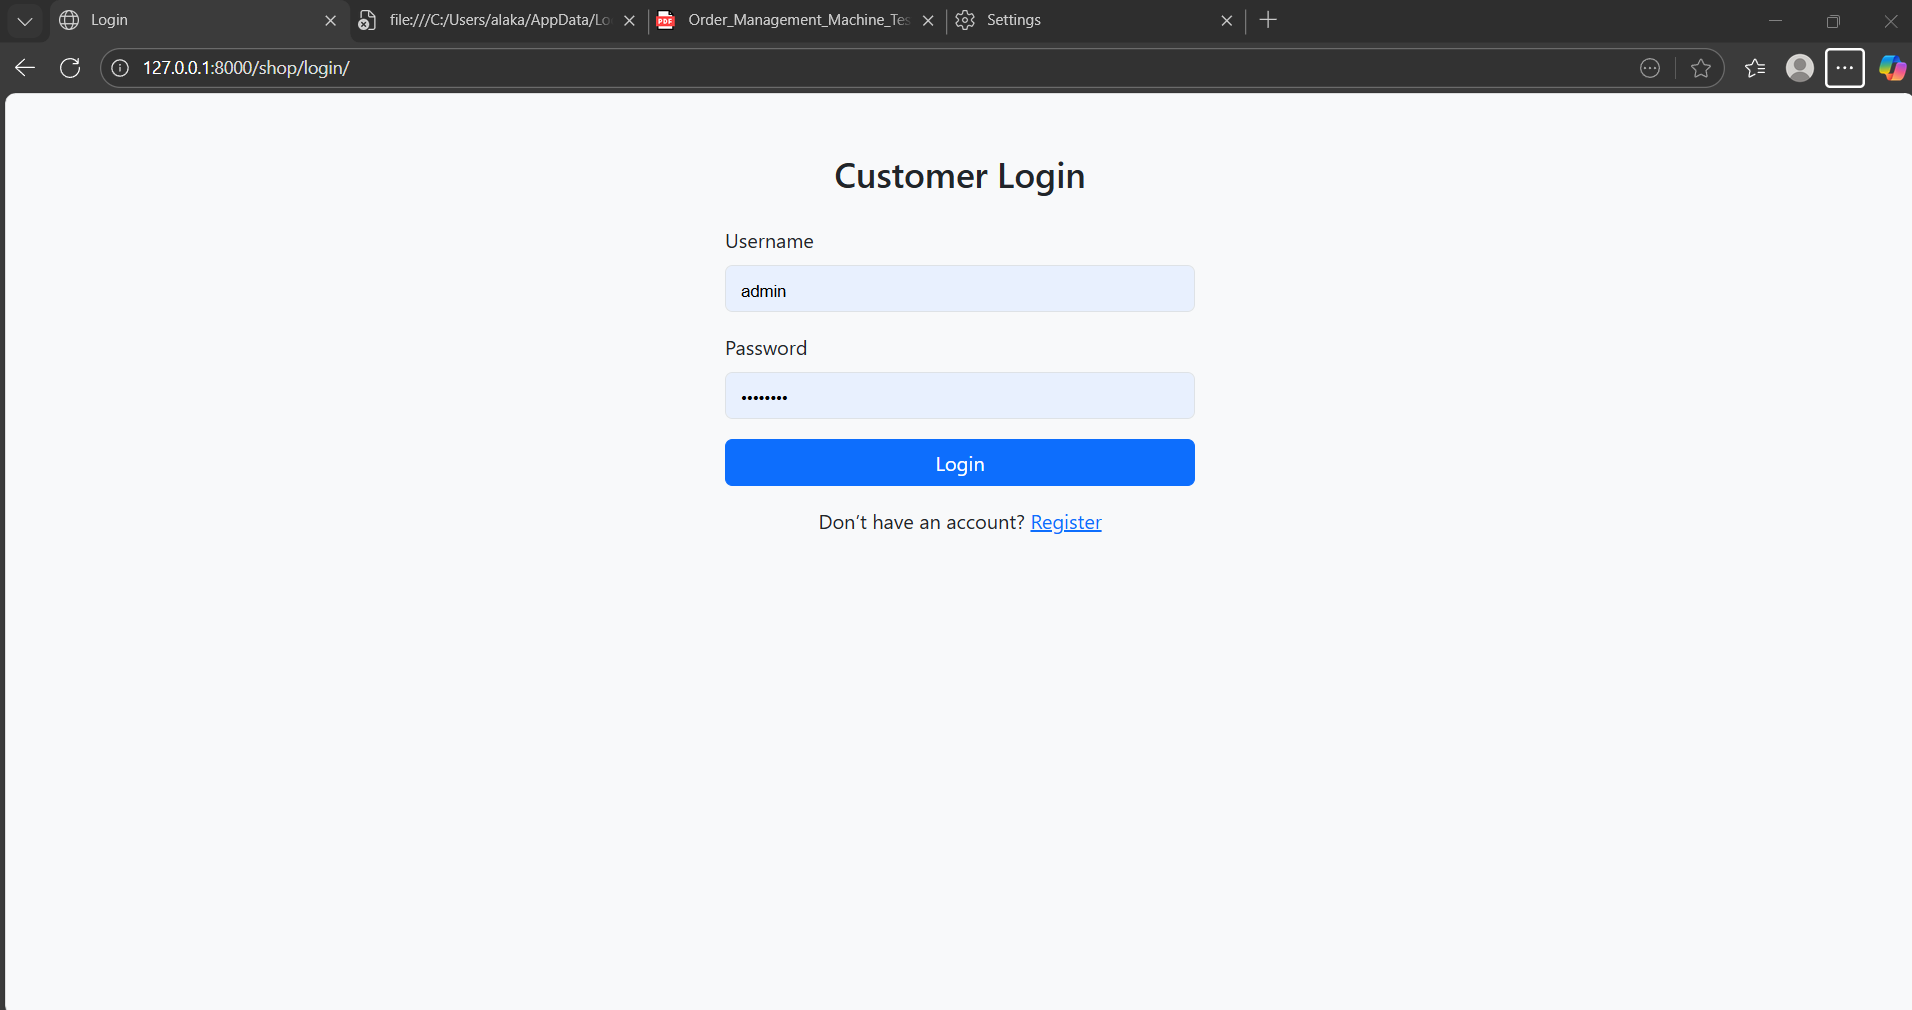 Login
file:///C:/Users/alaka/AppData/Lo
Order_Management_Machine_Tes
Settings
127.0.0.1:8000/shop/login/
Customer Login
Username
admin
Password
••••••••
Login
Don't have an account? Register